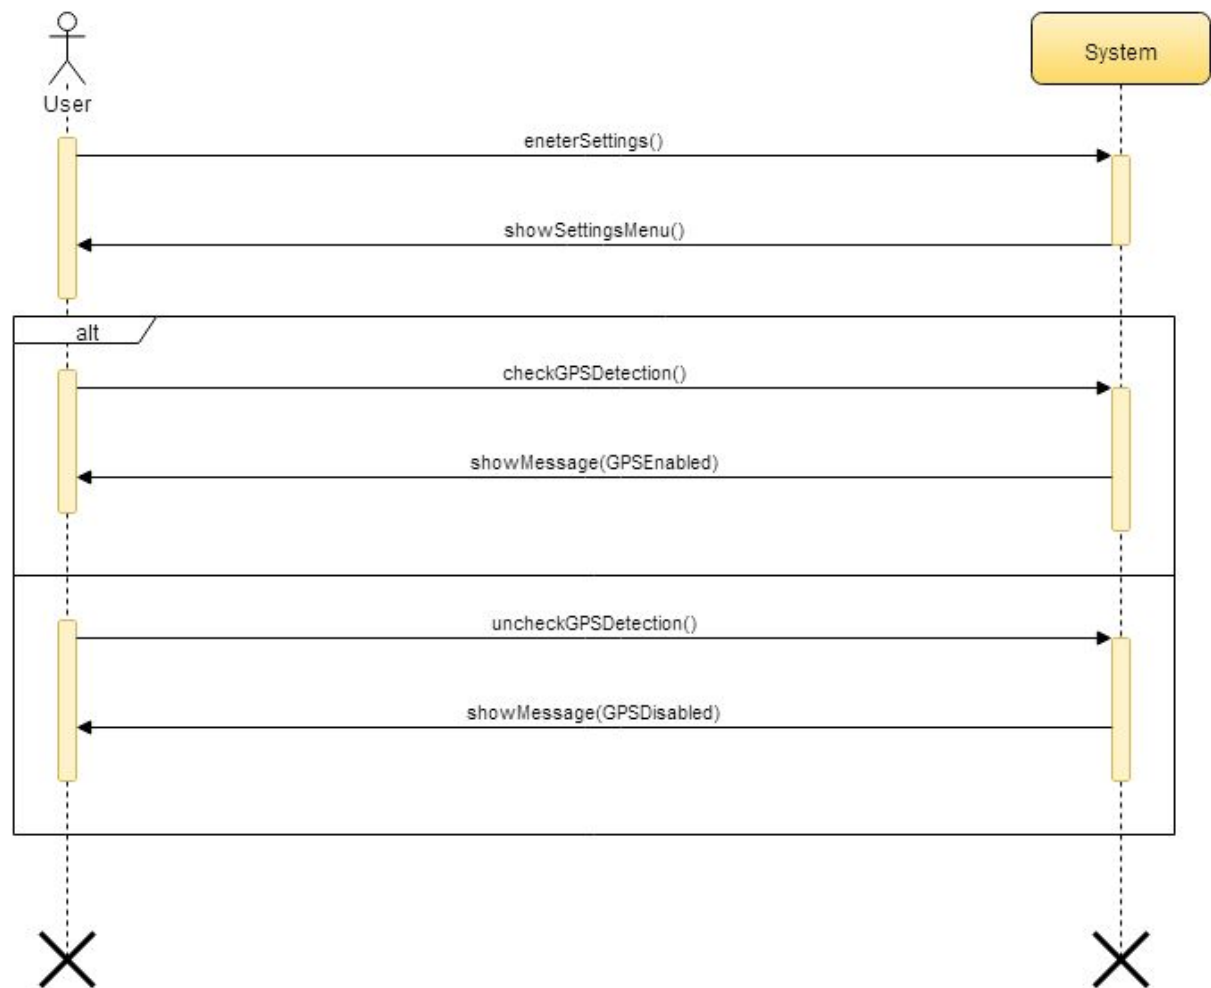 System
User
eneterSettings()
showSettingsMenu()
alt
checkGPSDetection()
showMessage(GPSEnabled)
uncheckGPSDetection()
showMessage(GPSDisabled)